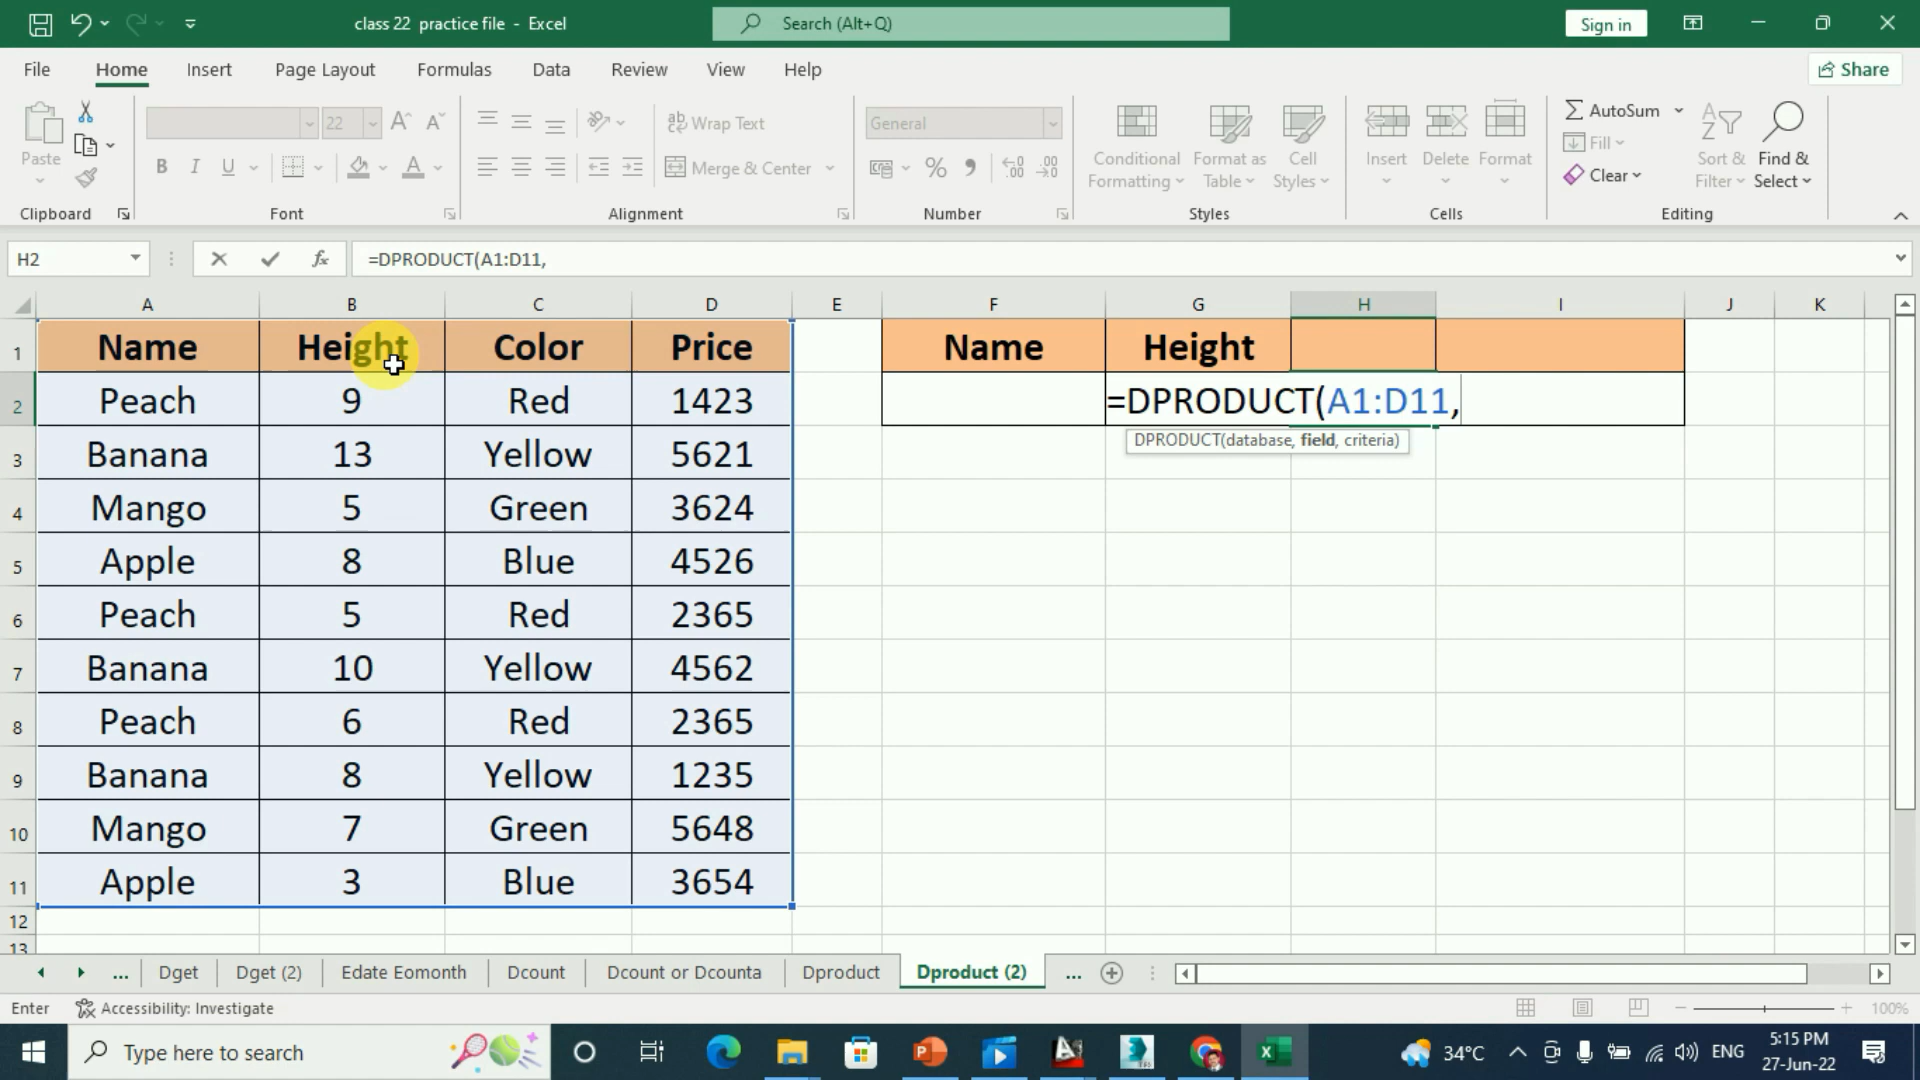 class 22 practice file - Excel
Search (Alt+Q)
Sign in
File Home Insert Page Layout Formulas Data Review View Help
Share
Paste
22
Wrap Text
Merge & Center
General
Conditional Formatting
Format as Table
Cell Styles
Insert
Delete
Format
AutoSum
Fill
Clear
Sort & Filter
Find & Select
Clipboard Font Alignment Number Styles Cells Editing
H2 =DPRODUCT(A1:D11,
A B C D E F G H I J K
1 Name Height Color Price Name Height
2 Peach 9 Red 1423 =DPRODUCT(A1:D11,
DPRODUCT(database, field, criteria)
3 Banana 13 Yellow 5621
4 Mango 5 Green 3624
5 Apple 8 Blue 4526
6 Peach 5 Red 2365
7 Banana 10 Yellow 4562
8 Peach 6 Red 2365
9 Banana 8 Yellow 1235
10 Mango 7 Green 5648
11 Apple 3 Blue 3654
12
13
... Dget Dget (2) Edate Eomonth Dcount Dcount or Dcounta Dproduct Dproduct (2) ...
Enter Accessibility: Investigate 100%
Type here to search 34°C ENG 5:15 PM
27-Jun-22